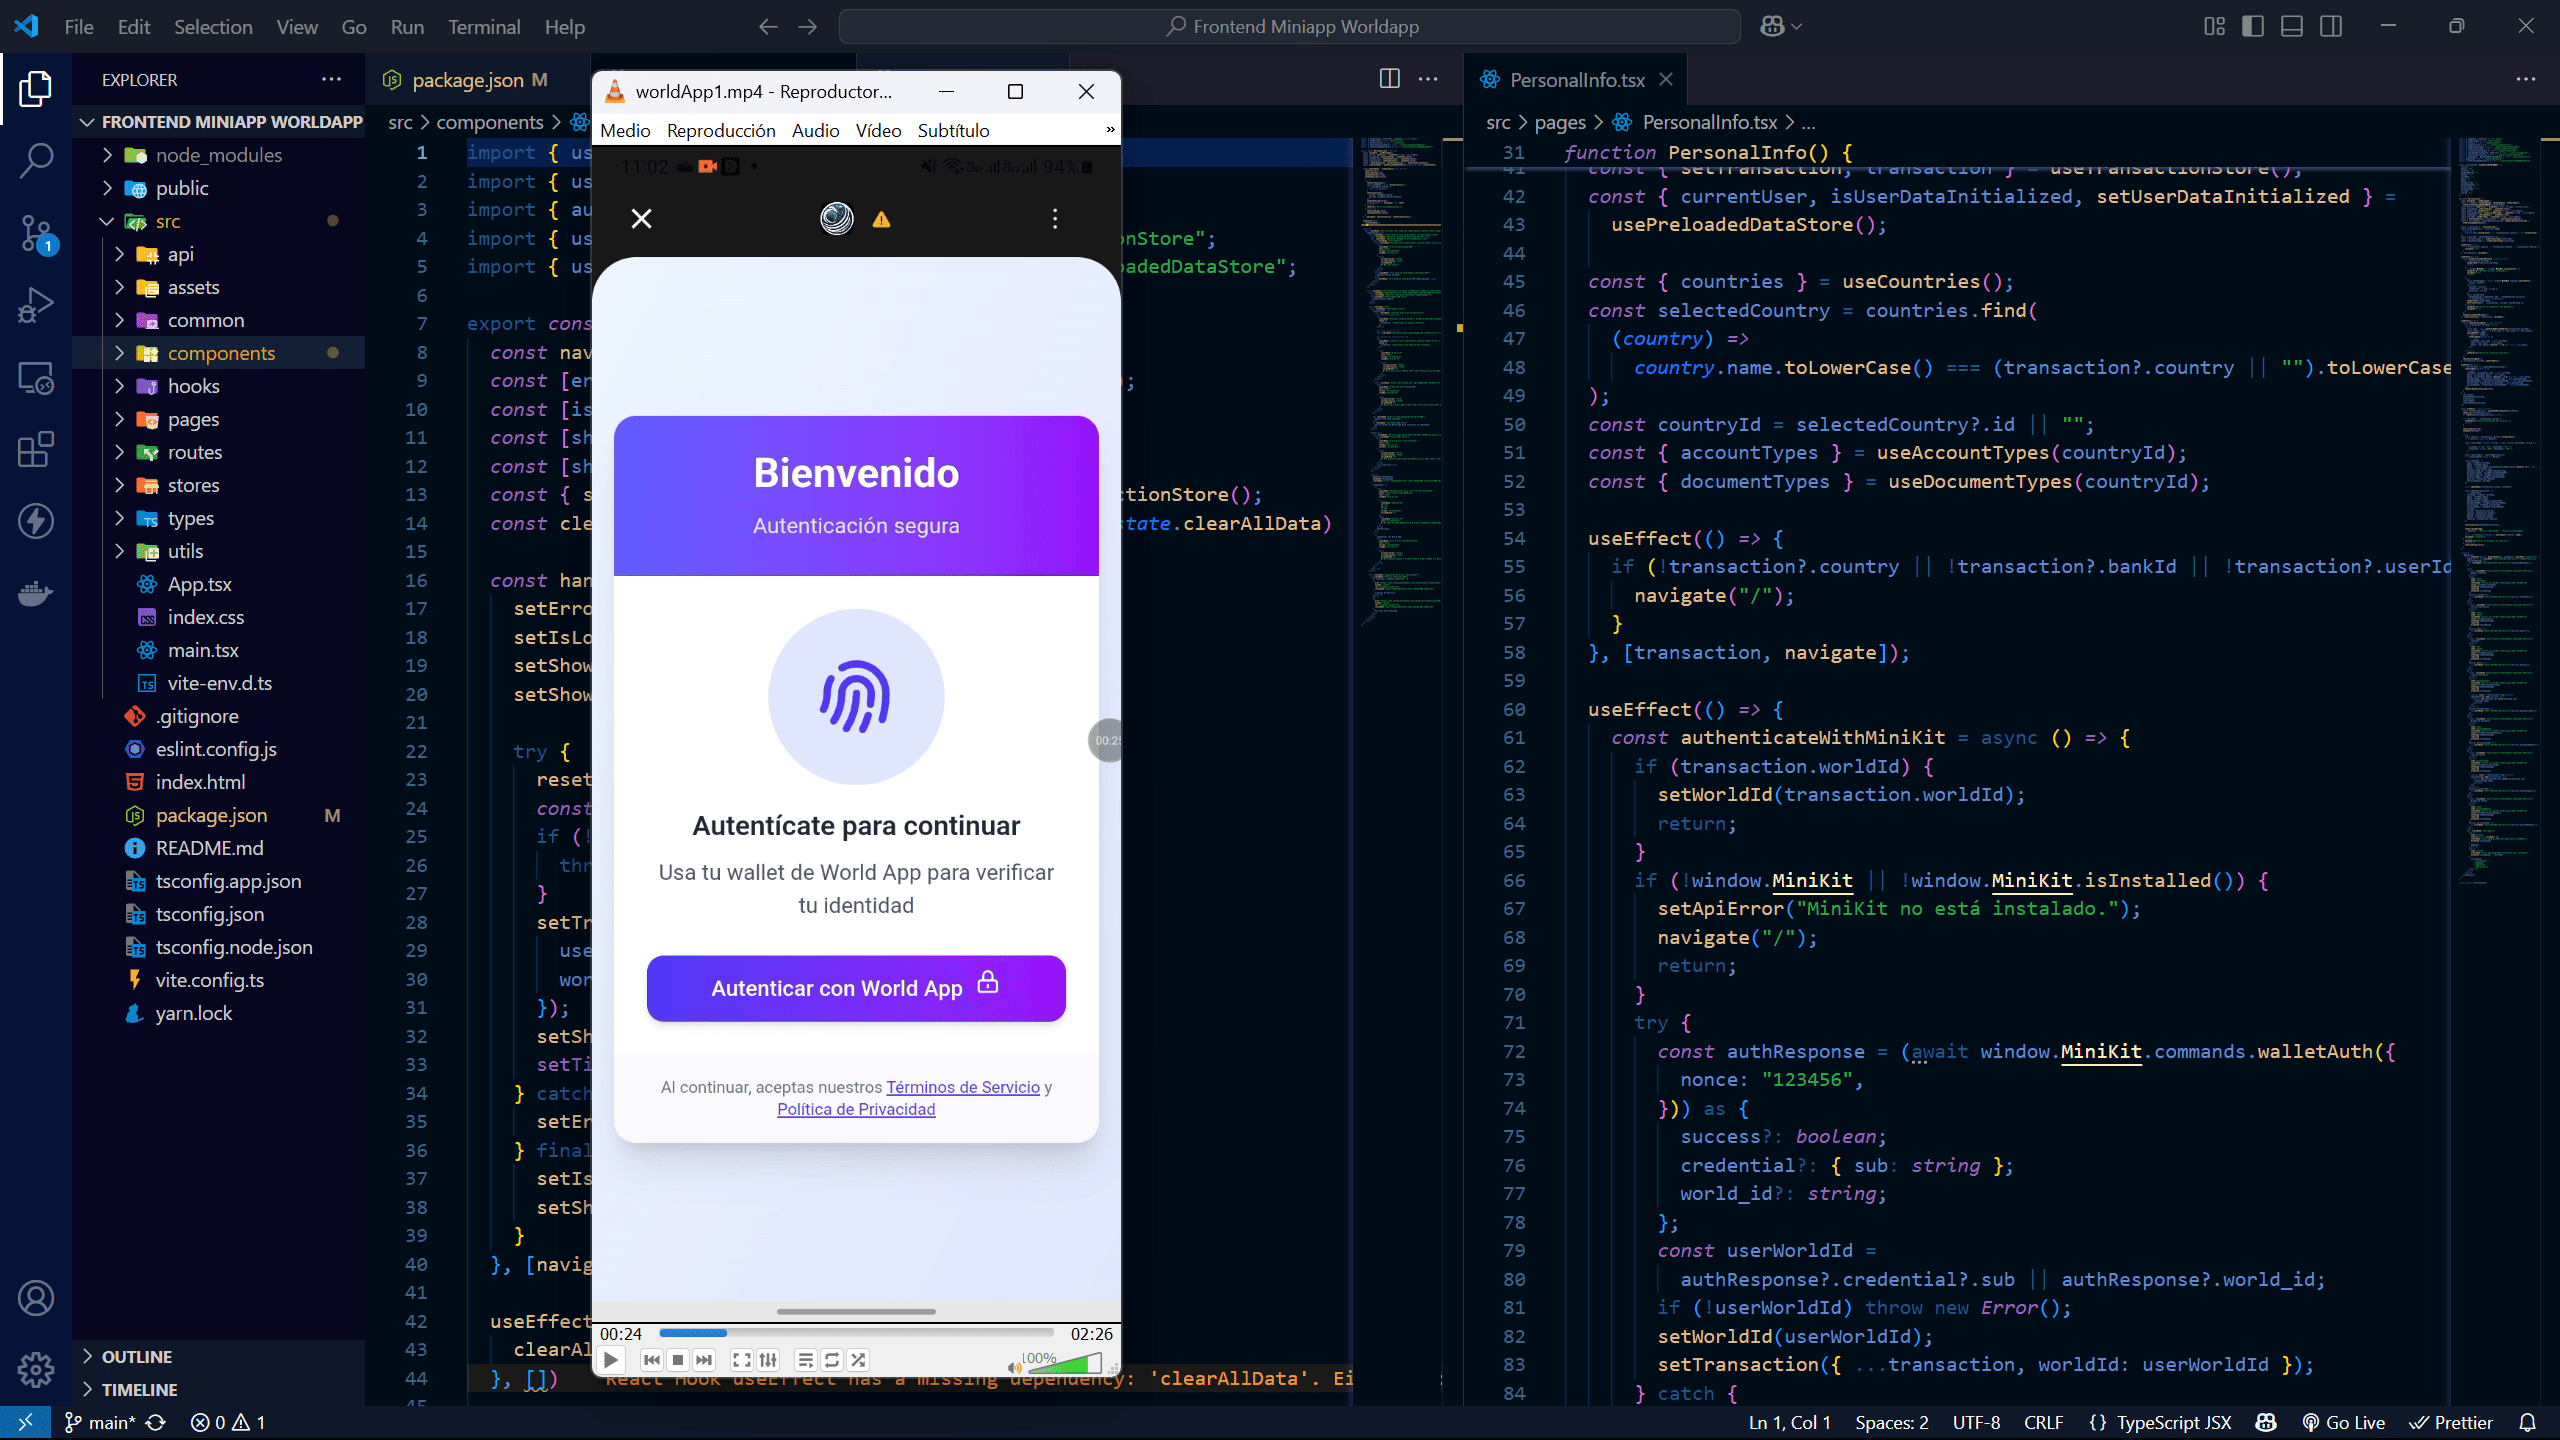 File Edit Selection View Go Run Terminal Help
Frontend Miniapp Worldapp
EXPLORER
FRONTEND MINIAPP WORLDAPP
node_modules
public
src
api
assets
common
components
hooks
pages
routes
stores
types
utils
App.tsx
index.css
main.tsx
vite-env.d.ts
.gitignore
eslint.config.js
index.html
package.json M
README.md
tsconfig.app.json
tsconfig.json
tsconfig.node.json
vite.config.ts
yarn.lock
OUTLINE
TIMELINE
1
package.json M
src > components >
1 import { us
2 import { us
3 import { au
4 import { us onStore";
5 import { us oadedDataStore";
6
7 export cons
8 const nav
9 const [er ;
10 const [is
11 const [sh
12 const [sh
13 const { s ctionStore();
14 const cle state.clearAllData)
15
16 const han
17 setErro
18 setIsLo
19 setShow
20 setShow
21
22 try {
23 reset
24 const
25 if (!
26 thr
27 }
28 setTr
29 use
30 wor
31 });
32 setSh
33 setTi
34 } catch
35 setEr
36 } final
37 setIs
38 setSh
39 }
40 }, [navig
41
42 useEffect
43 clearAl
44 }, []) React Hook useEffect has a missing dependency: 'clearAllData'. Ei
45
worldApp1.mp4 - Reproductor...
Medio Reproducción Audio Vídeo Subtítulo »
11:02 94%
Bienvenido
Autenticación segura
00:25
Autentícate para continuar
Usa tu wallet de World App para verificar
tu identidad
Autenticar con World App
Al continuar, aceptas nuestros Términos de Servicio y
Política de Privacidad
00:24 02:26
100%
PersonalInfo.tsx
src > pages > PersonalInfo.tsx > ...
31 function PersonalInfo() {
41 const { setTransaction, transaction } = useTransactionStore();
42 const { currentUser, isUserDataInitialized, setUserDataInitialized } =
43 usePreloadedDataStore();
44
45 const { countries } = useCountries();
46 const selectedCountry = countries.find(
47 (country) =>
48 country.name.toLowerCase() === (transaction?.country || "").toLowerCase
49 );
50 const countryId = selectedCountry?.id || "";
51 const { accountTypes } = useAccountTypes(countryId);
52 const { documentTypes } = useDocumentTypes(countryId);
53
54 useEffect(() => {
55 if (!transaction?.country || !transaction?.bankId || !transaction?.userId
56 navigate("/");
57 }
58 }, [transaction, navigate]);
59
60 useEffect(() => {
61 const authenticateWithMiniKit = async () => {
62 if (transaction.worldId) {
63 setWorldId(transaction.worldId);
64 return;
65 }
66 if (!window.MiniKit || !window.MiniKit.isInstalled()) {
67 setApiError("MiniKit no está instalado.");
68 navigate("/");
69 return;
70 }
71 try {
72 const authResponse = (await window.MiniKit.commands.walletAuth({
73 nonce: "123456",
74 })) as {
75 success?: boolean;
76 credential?: { sub: string };
77 world_id?: string;
78 };
79 const userWorldId =
80 authResponse?.credential?.sub || authResponse?.world_id;
81 if (!userWorldId) throw new Error();
82 setWorldId(userWorldId);
83 setTransaction({ ...transaction, worldId: userWorldId });
84 } catch {
main* 0 1
Ln 1, Col 1 Spaces: 2 UTF-8 CRLF {} TypeScript JSX Go Live Prettier